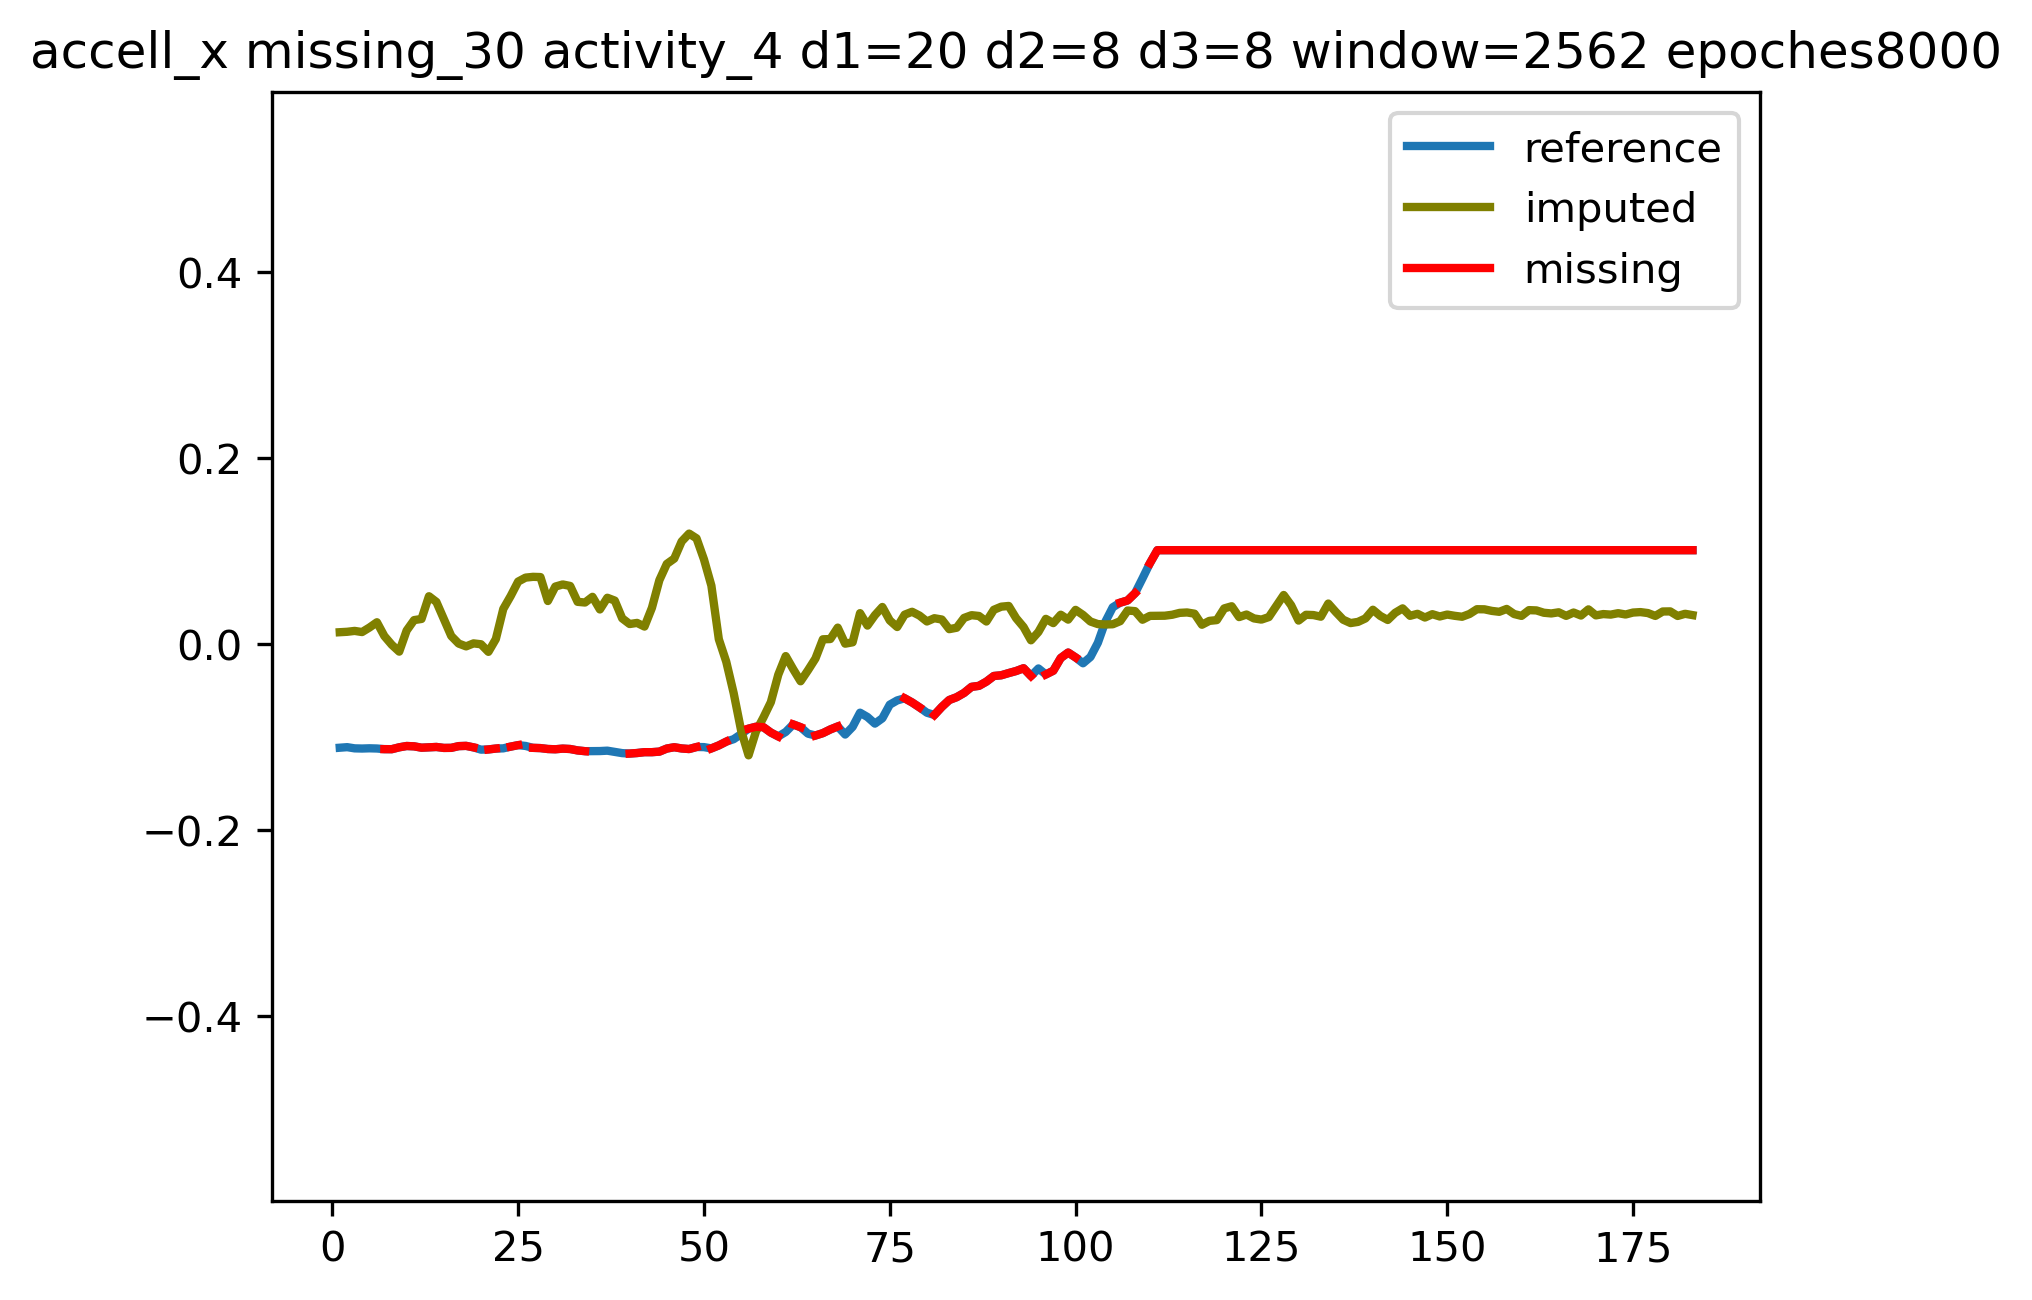 accell_x missing_30 activity_4 d1=20 d2=8 d3=8 window=2562 epoches8000
reference
imputed
missing
0.4
0.2
0.0
−0.2
−0.4
0 25 50 75 100 125 150 175